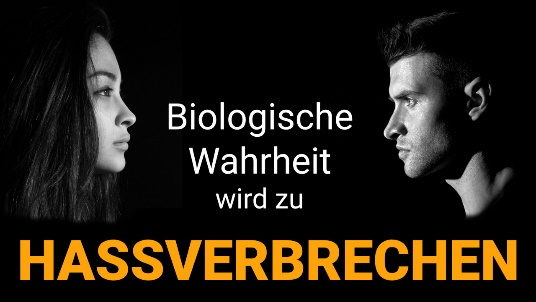 Biologische
Wahrheit
wird zu
HASSVERBRECHEN